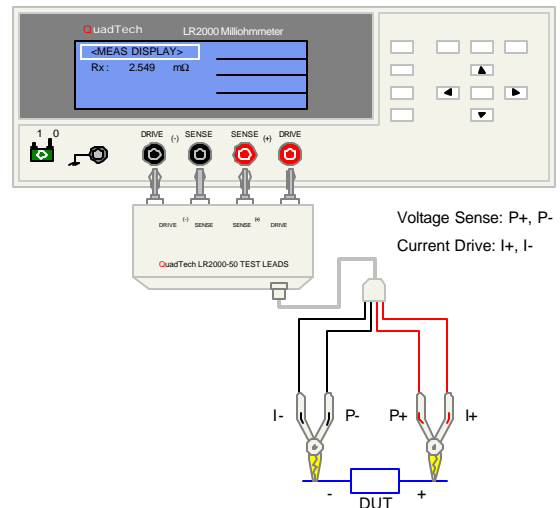 QuadTech LR2000 Milliohmmeter
<MEAS DISPLAY>
Rx : 2.549 mΩ
1 0
DRIVE (-) SENSE SENSE (+) DRIVE
DRIVE (-) SENSE SENSE (+) DRIVE
QuadTech LR2000-50 TEST LEADS
Voltage Sense: P+, P-
Current Drive: I+, I-
I- P- P+ I+
- +
DUT